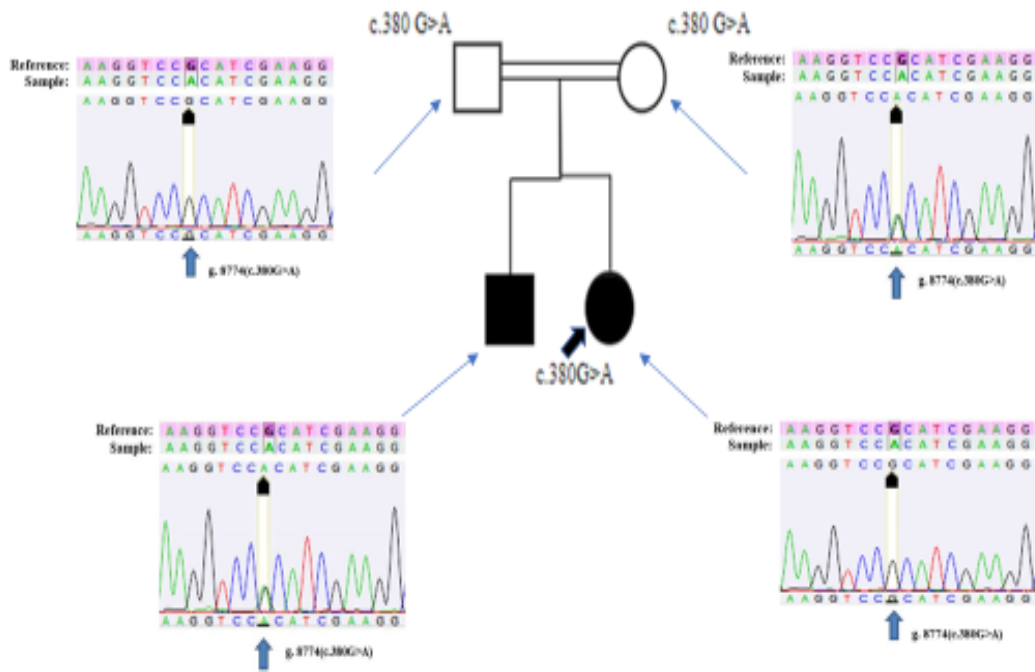 c.380 G>A
c.380 G>A
Reference: A A G G T C C G C A T C G A A G G
Sample: A A G G T C C A C A T C G A A G G
A A G G T C C G C A T C G A A G G
A A G G T C C G C A T C G A A G G
g. 8774(c.380G>A)
Reference: A A G G T C C G C A T C G A A G G
Sample: A A G G T C C A C A T C G A A G G
A A G G T C C A C A T C G A A G G
A A G G T C C A C A T C G A A G G
g. 8774(c.380G>A)
c.380G>A
Reference: A A G G T C C G C A T C G A A G G
Sample: A A G G T C C A C A T C G A A G G
A A G G T C C A C A T C G A A G G
A A G G T C C A C A T C G A A G G
g. 8774(c.380G>A)
Reference: A A G G T C C G C A T C G A A G G
Sample: A A G G T C C A C A T C G A A G G
A A G G T C C G C A T C G A A G G
A A G G T C C G C A T C G A A G G
g. 8774(c.380G>A)